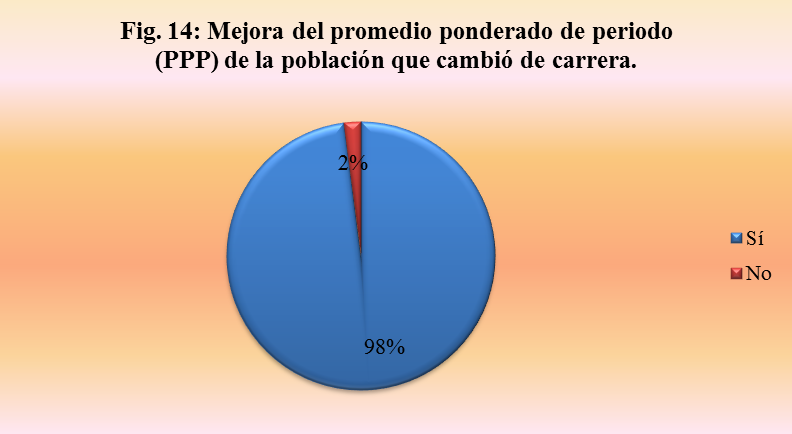 Fig. 14: Mejora del promedio ponderado de periodo
(PPP) de la población que cambió de carrera.
2%
Sí
No
98%